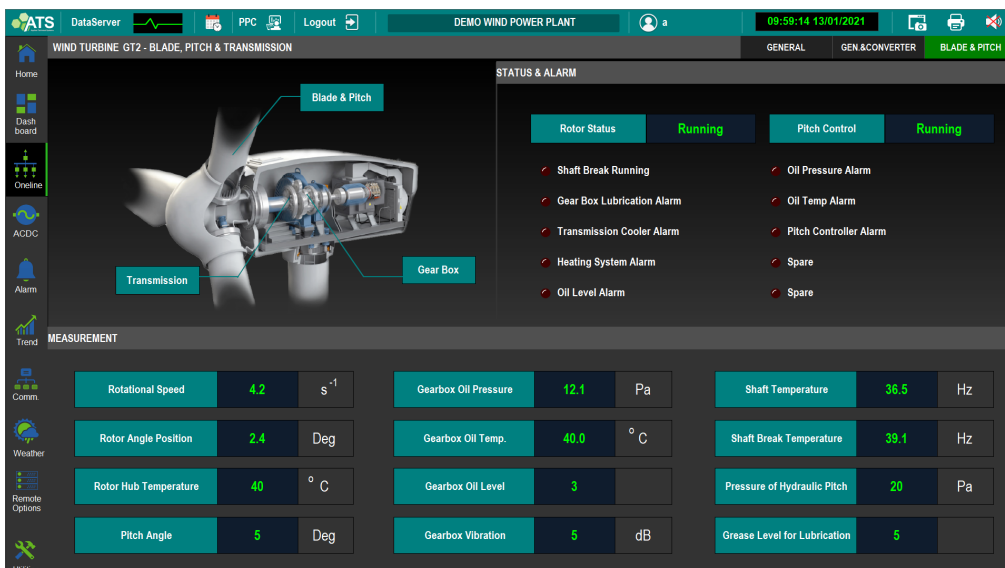 ATS DataServer PPC Logout DEMO WIND POWER PLANT a 09:59:14 13/01/2021
WIND TURBINE GT2 - BLADE, PITCH & TRANSMISSION GENERAL GEN.&CONVERTER BLADE & PITCH
Home
Dash
board
Oneline
ACDC
Alarm
Trend
Comm.
Weather
Remote
Options
Blade & Pitch
Transmission
Gear Box
STATUS & ALARM
Rotor Status Running Pitch Control Running
Shaft Break Running Oil Pressure Alarm
Gear Box Lubrication Alarm Oil Temp Alarm
Transmission Cooler Alarm Pitch Controller Alarm
Heating System Alarm Spare
Oil Level Alarm Spare
MEASUREMENT
Rotational Speed 4.2 s⁻¹ Gearbox Oil Pressure 12.1 Pa Shaft Temperature 36.5 Hz
Rotor Angle Position 2.4 Deg Gearbox Oil Temp. 40.0 °C Shaft Break Temperature 39.1 Hz
Rotor Hub Temperature 40 °C Gearbox Oil Level 3 Pressure of Hydraulic Pitch 20 Pa
Pitch Angle 5 Deg Gearbox Vibration 5 dB Grease Level for Lubrication 5